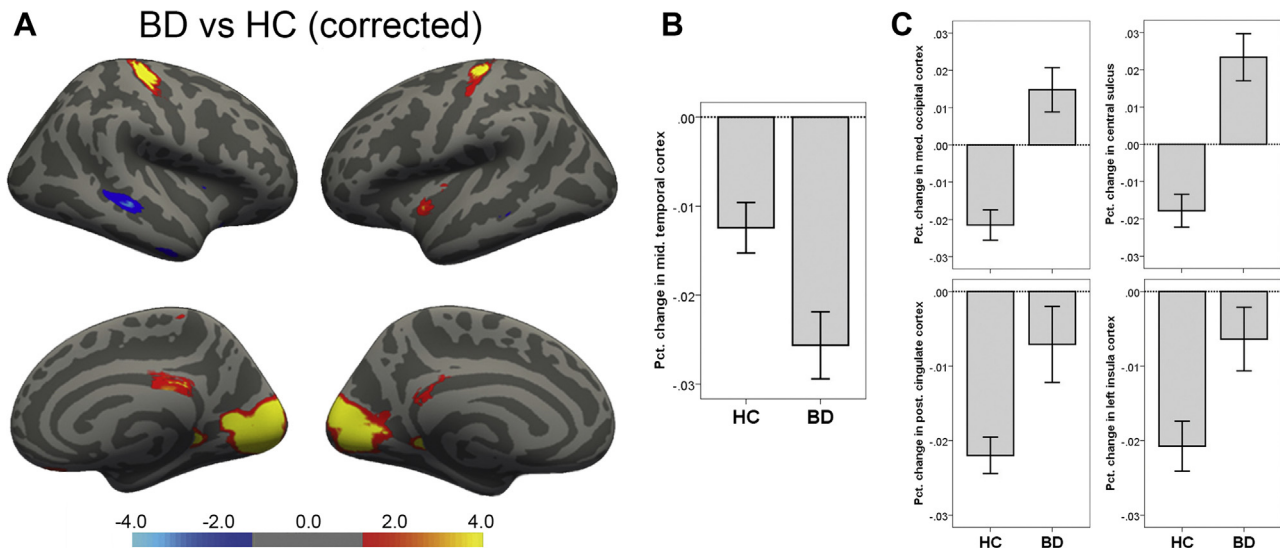 A
BD vs HC (corrected)
-4.0 -2.0 0.0 2.0 4.0
B
Pct. change in mid. temporal cortex
.00
-.01
-.02
-.03
HC BD
C
Pct. change in med. occipital cortex
.03
.02
.01
.00
-.01
-.02
-.03
Pct. change in central sulcus
.03
.02
.01
.00
-.01
-.02
-.03
Pct. change in post. cingulate cortex
.00
-.01
-.02
-.03
HC BD
Pct. change in left insula cortex
.00
-.01
-.02
-.03
HC BD